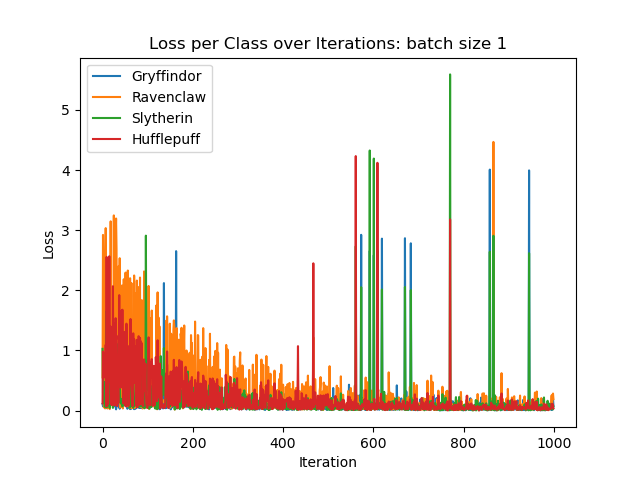 Loss per Class over Iterations: batch size 1
Gryffindor
Ravenclaw
Slytherin
Hufflepuff
Loss
5
4
3
2
1
0
0 200 400 600 800 1000
Iteration